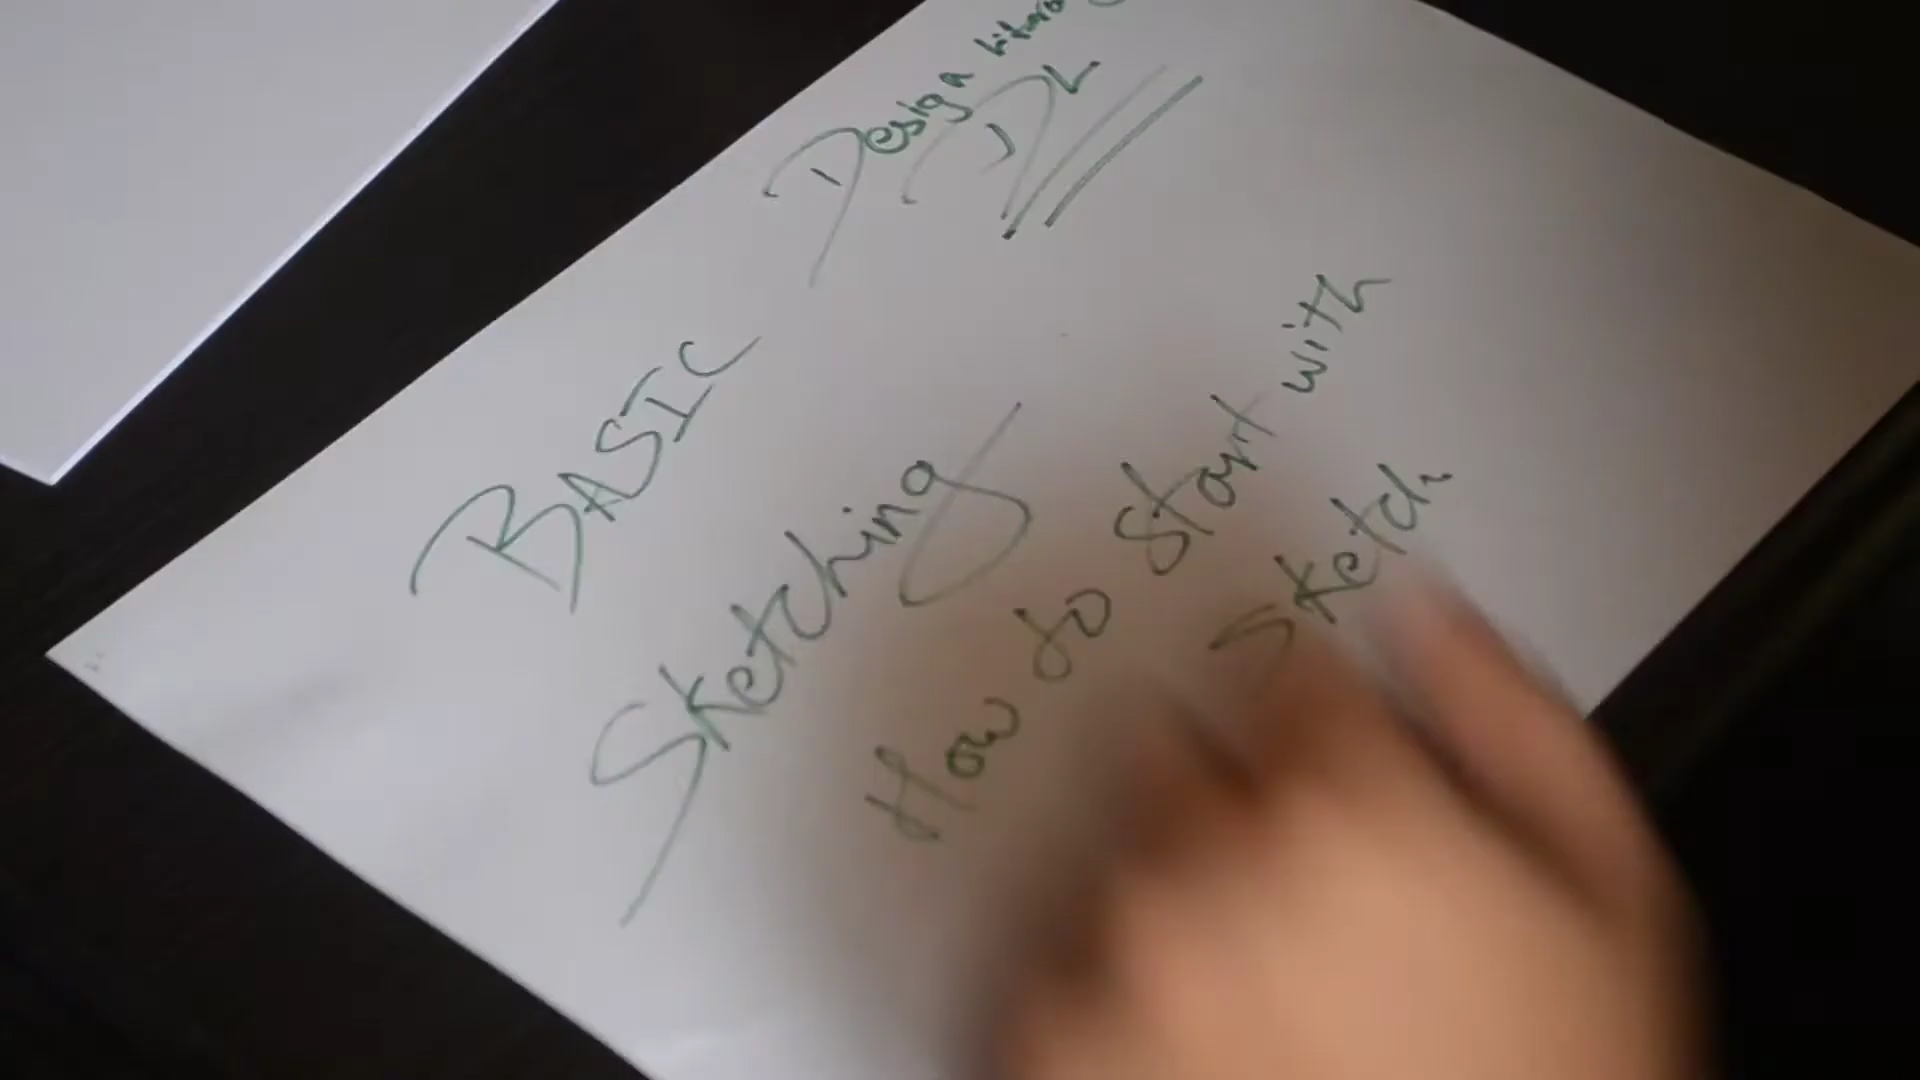 Design
DL
BASIC
Sketching
How to start with
sketch